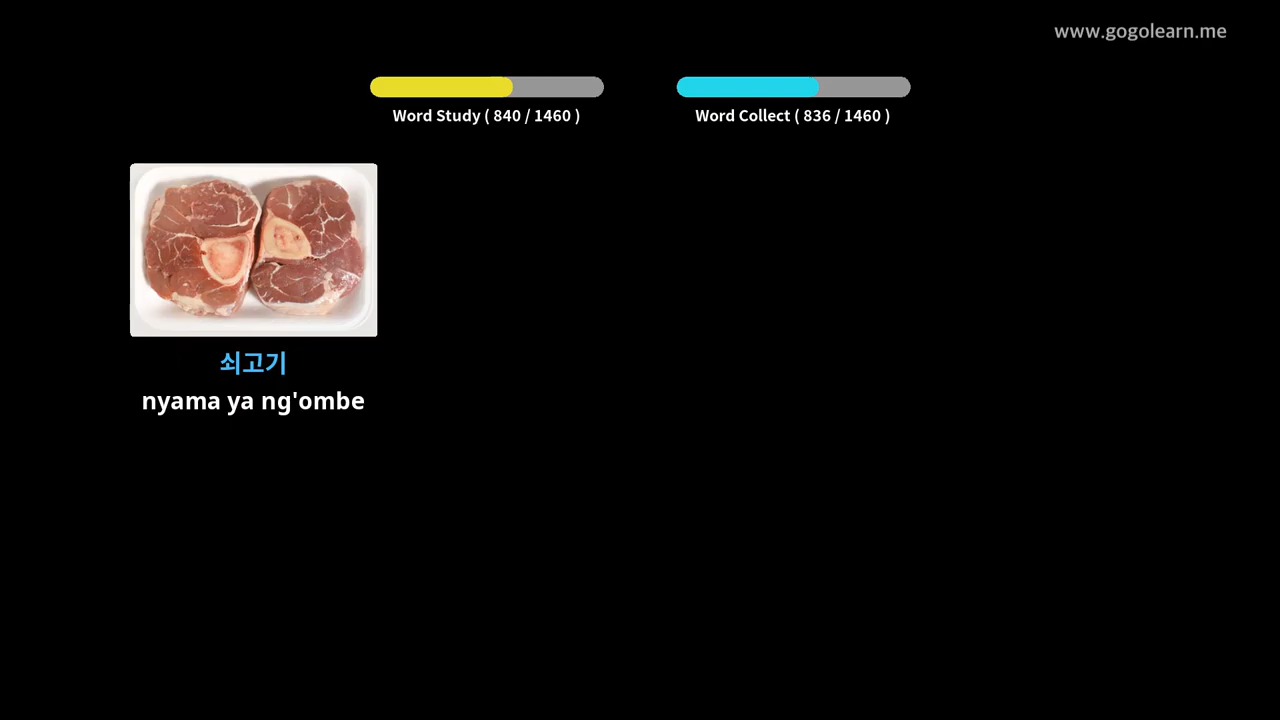 www.gogolearn.me
Word Study ( 840 / 1460 )
Word Collect ( 836 / 1460 )
쇠고기
nyama ya ng'ombe